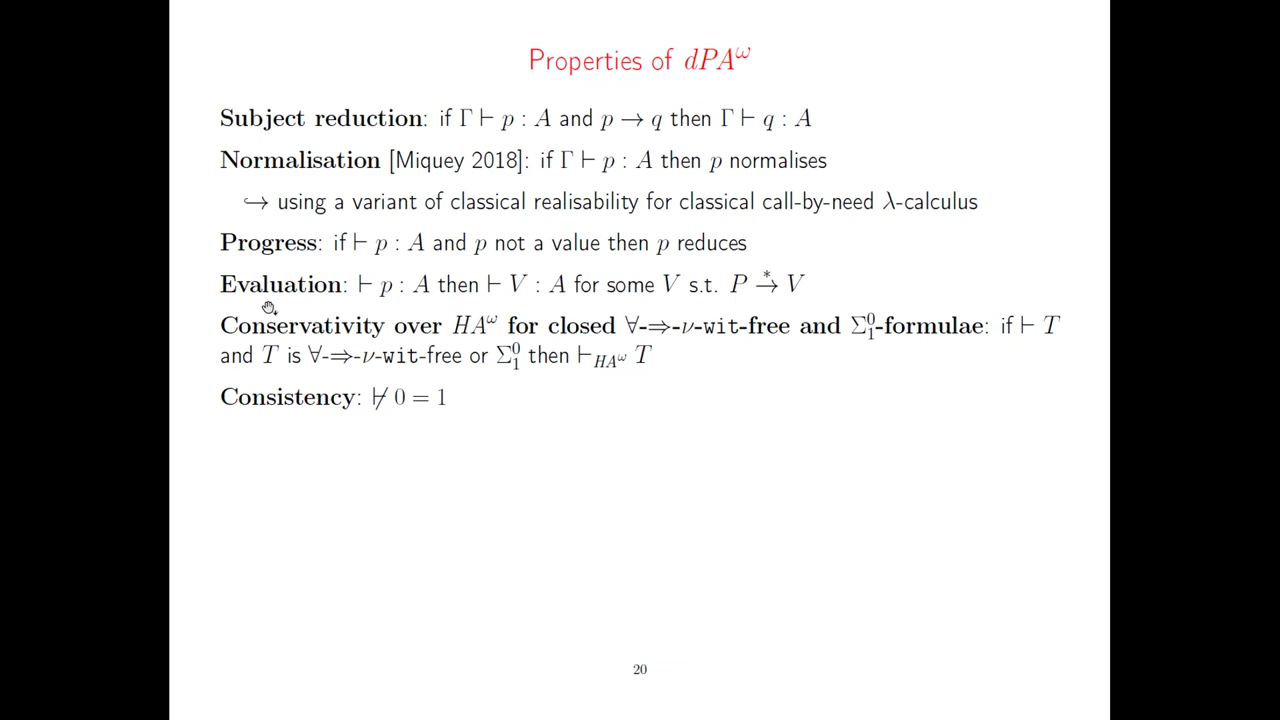 Properties of dPA^ω
Subject reduction: if Γ ⊢ p : A and p → q then Γ ⊢ q : A
Normalisation [Miquey 2018]: if Γ ⊢ p : A then p normalises
↪ using a variant of classical realisability for classical call-by-need λ-calculus
Progress: if ⊢ p : A and p not a value then p reduces
Evaluation: ⊢ p : A then ⊢ V : A for some V s.t. P →* V
Conservativity over HA^ω for closed ∀-⇒-ν-wit-free and Σ⁰₁-formulae: if ⊢ T
and T is ∀-⇒-ν-wit-free or Σ⁰₁ then ⊢_{HA^ω} T
Consistency: ⊬ 0 = 1
20